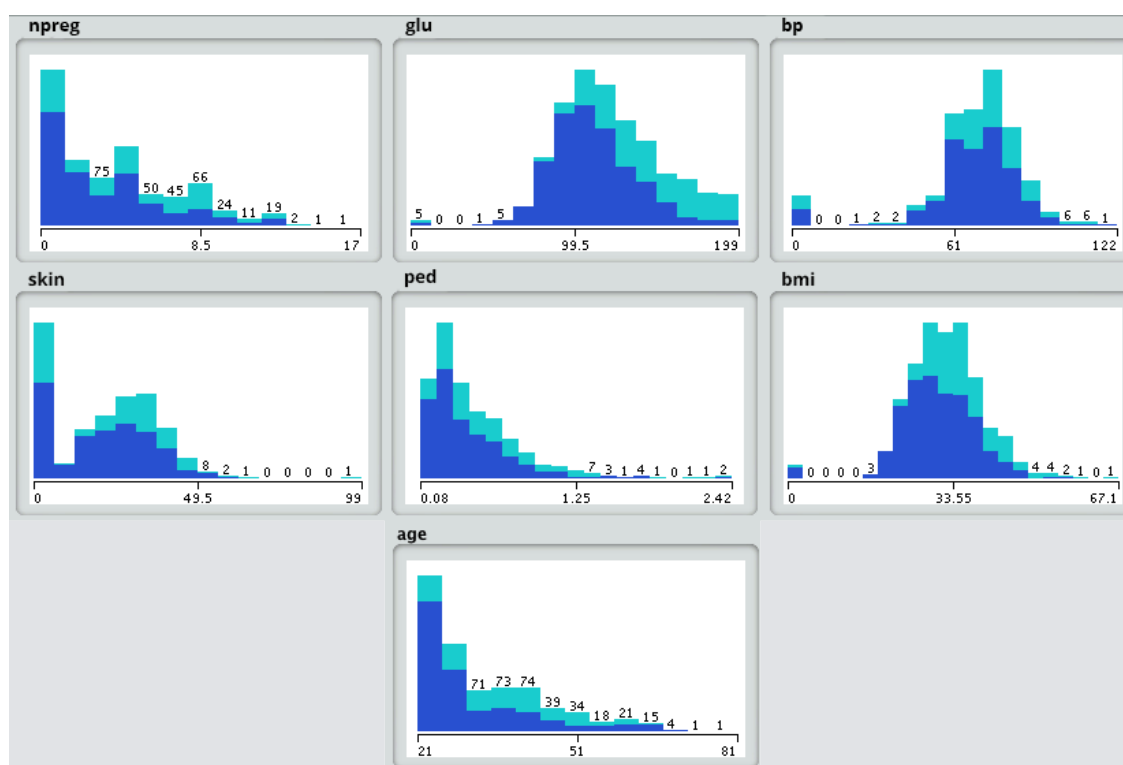 npreg
75 50 45 66 24 11 19 2 1 1
0 8.5 17
glu
5 0 0 1 5
0 99.5 199
bp
0 0 1 2 2 6 6 1
0 61 122
skin
8 2 1 0 0 0 0 1
0 49.5 99
ped
7 3 1 4 1 0 1 1 2
0.08 1.25 2.42
bmi
0 0 0 0 3 4 4 2 1 0 1
0 33.55 67.1
age
71 73 74 39 34 18 21 15 4 1 1
21 51 81